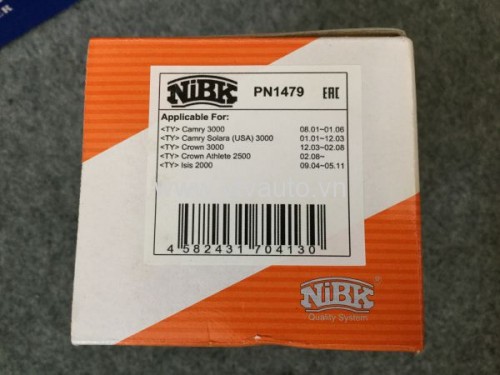 ER
NiBK PN1479 EAC
Applicable For:
<TY> Camry 3000 08.01~01.06
<TY> Camry Solara (USA) 3000 01.01~12.03
<TY> Crown 3000 12.03~02.08
<TY> Crown Athlete 2500 02.08~
<TY> Isis 2000 09.04~05.11
4 582431 704130
NiBK ®
Quality System